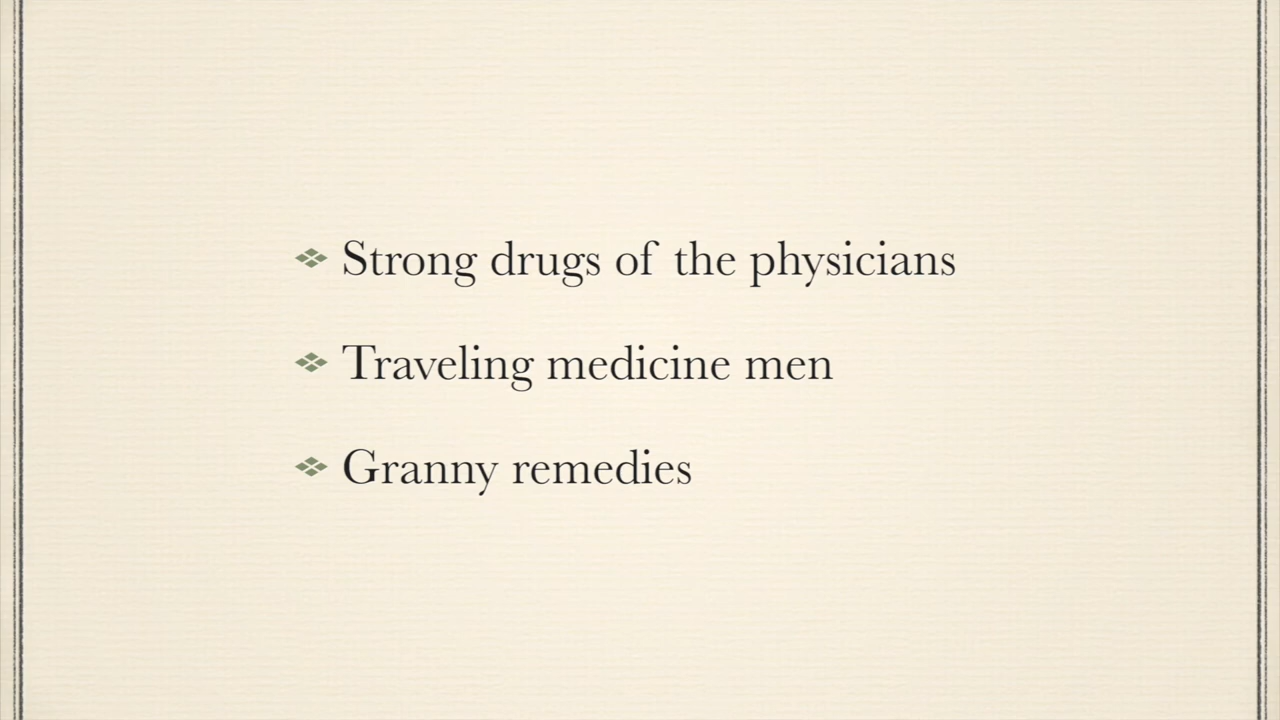 Strong drugs of the physicians
Traveling medicine men
Granny remedies